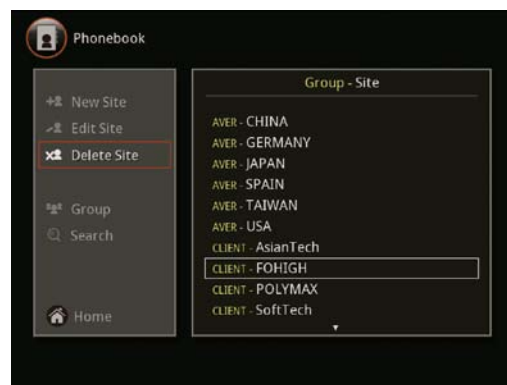 Phonebook
New Site
Edit Site
Delete Site
Group
Search
Home
Group - Site
AVER - CHINA
AVER - GERMANY
AVER - JAPAN
AVER - SPAIN
AVER - TAIWAN
AVER - USA
CLIENT - AsianTech
CLIENT - FOHIGH
CLIENT - POLYMAX
CLIENT - SoftTech